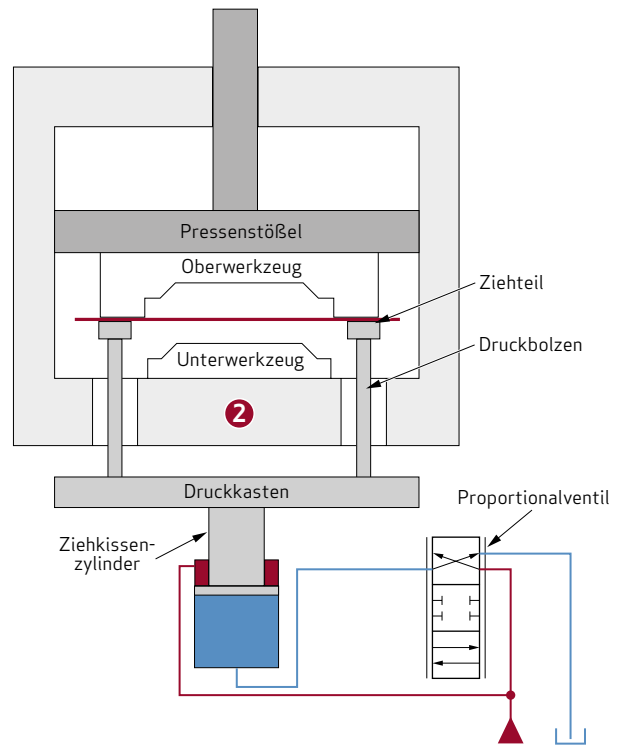 Pressenstößel
Oberwerkzeug
Ziehteil
Druckbolzen
Unterwerkzeug
2
Druckkasten
Proportionalventil
Ziehkissen-
zylinder